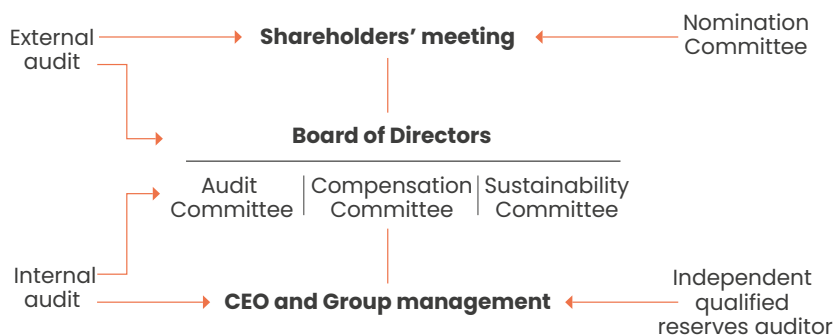 External
audit
Shareholders’ meeting
Nomination
Committee
Board of Directors
Audit
Committee
Compensation
Committee
Sustainability
Committee
Internal
audit
CEO and Group management
Independent
qualified
reserves auditor